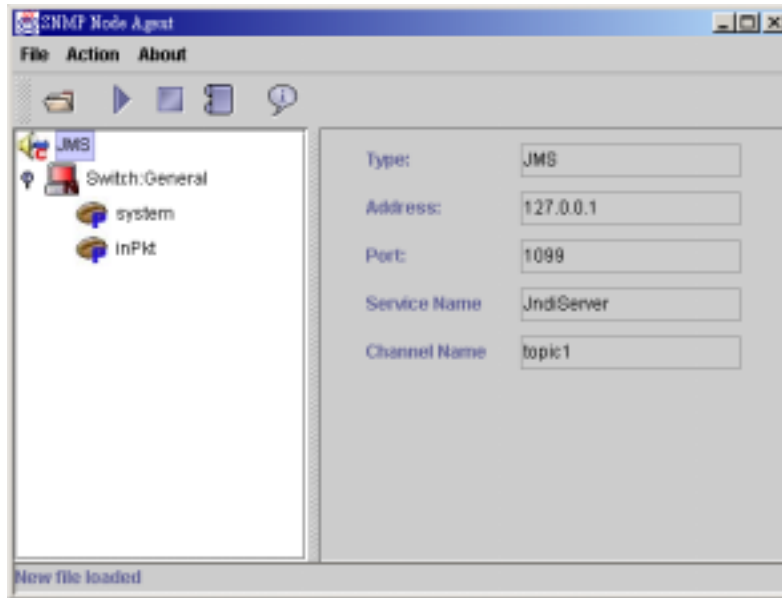 SNMP Node Agent
File Action About
JMS
Switch:General
system
inPkt
Type: JMS
Address: 127.0.0.1
Port: 1099
Service Name JndiServer
Channel Name topic1
New file loaded